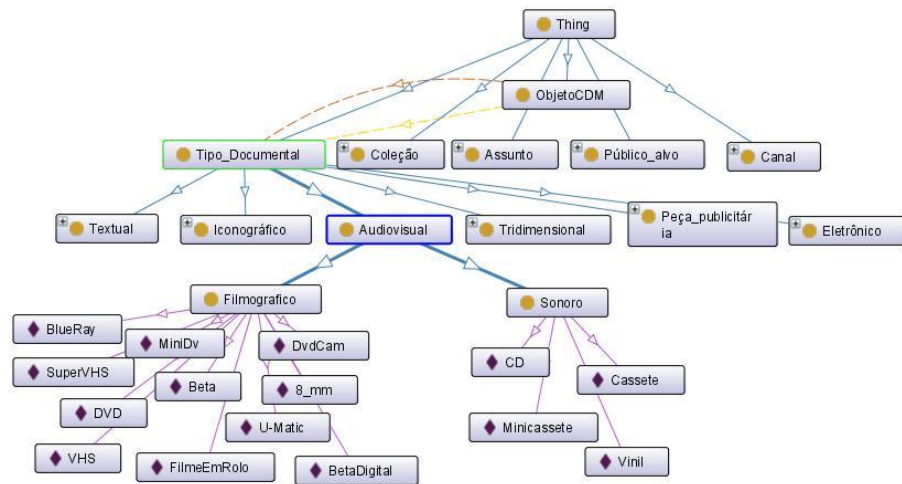 Thing
ObjetoCDM
Tipo_Documental
Coleção
Assunto
Público_alvo
Canal
Textual
Iconográfico
Audiovisual
Tridimensional
Peça_publicitár
ia
Eletrônico
Filmografico
Sonoro
BlueRay
MiniDv
DvdCam
SuperVHS
Beta
8_mm
DVD
U-Matic
VHS
FilmeEmRolo
BetaDigital
CD
Cassete
Minicassete
Vinil